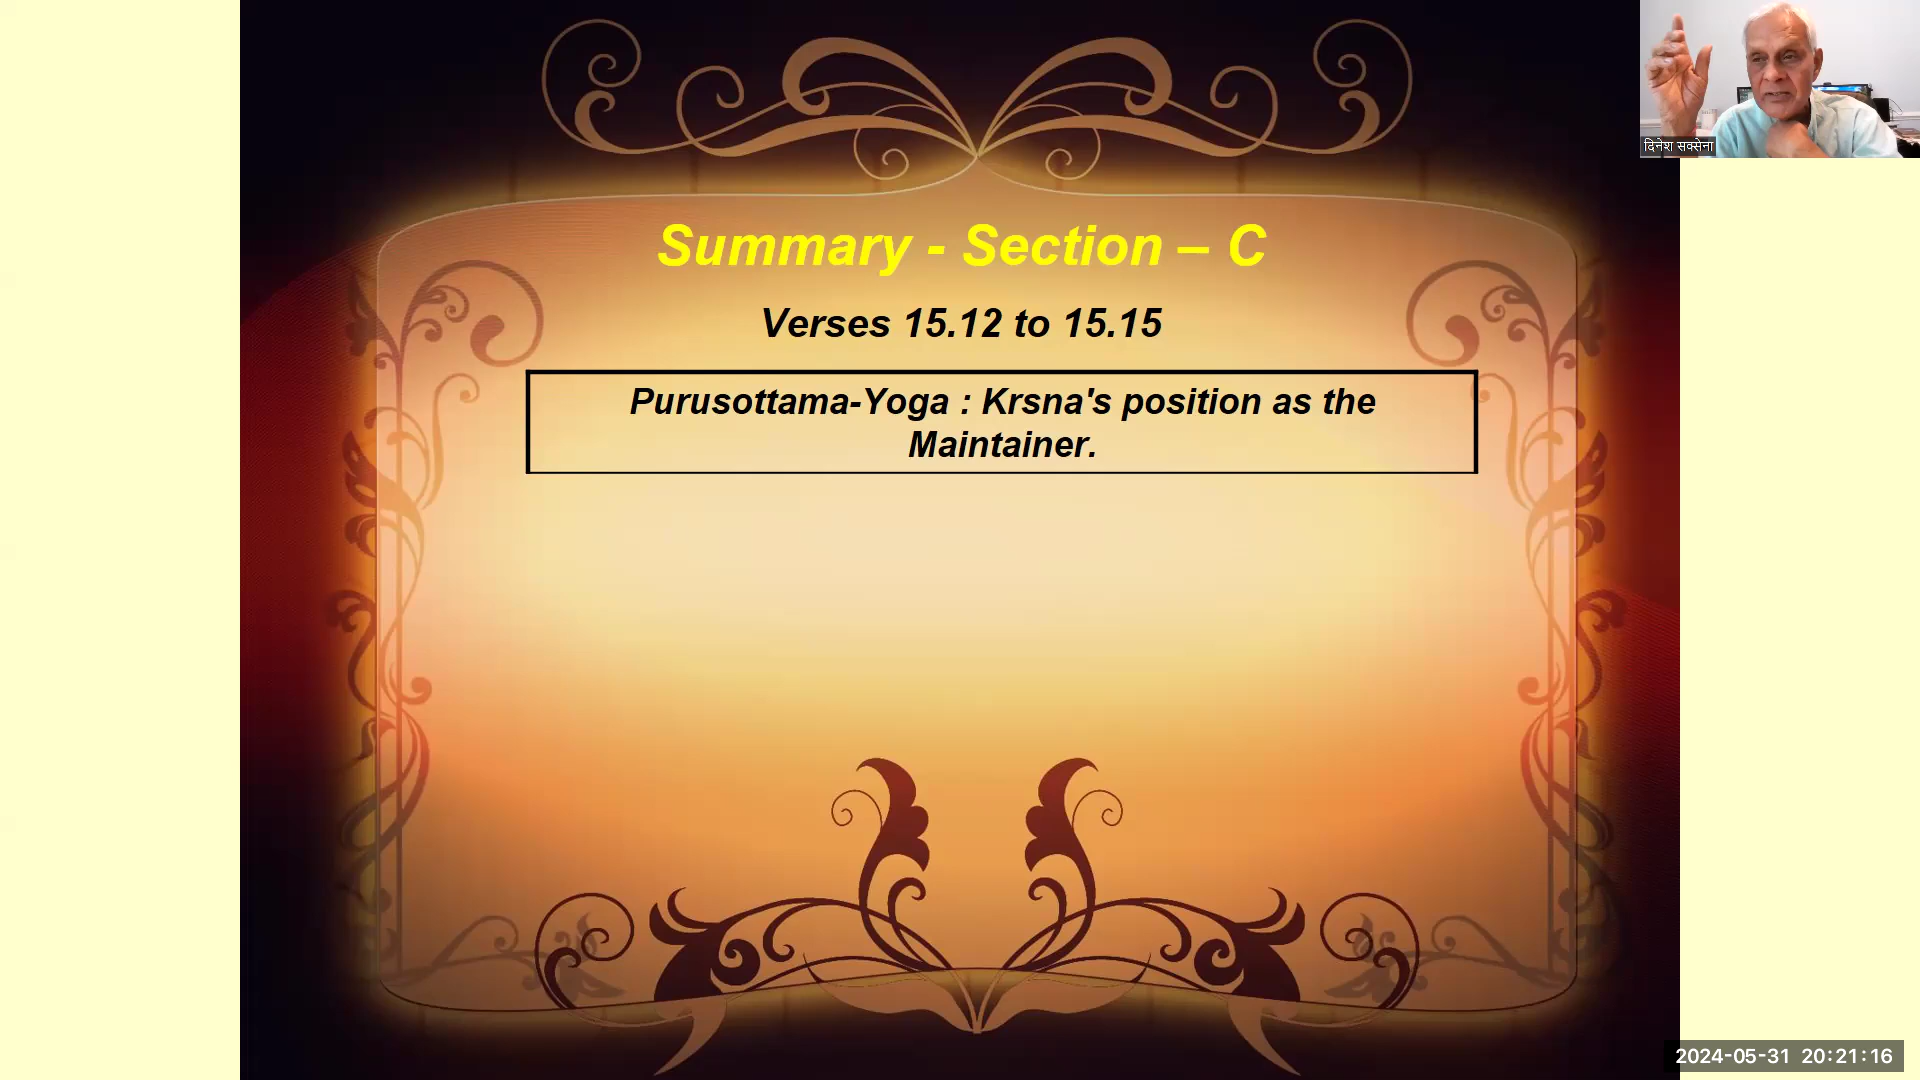 Summary - Section – C
Verses 15.12 to 15.15
Purusottama-Yoga : Krsna's position as the
Maintainer.
दिनेश सक्सेना
2024-05-31 20:21:16